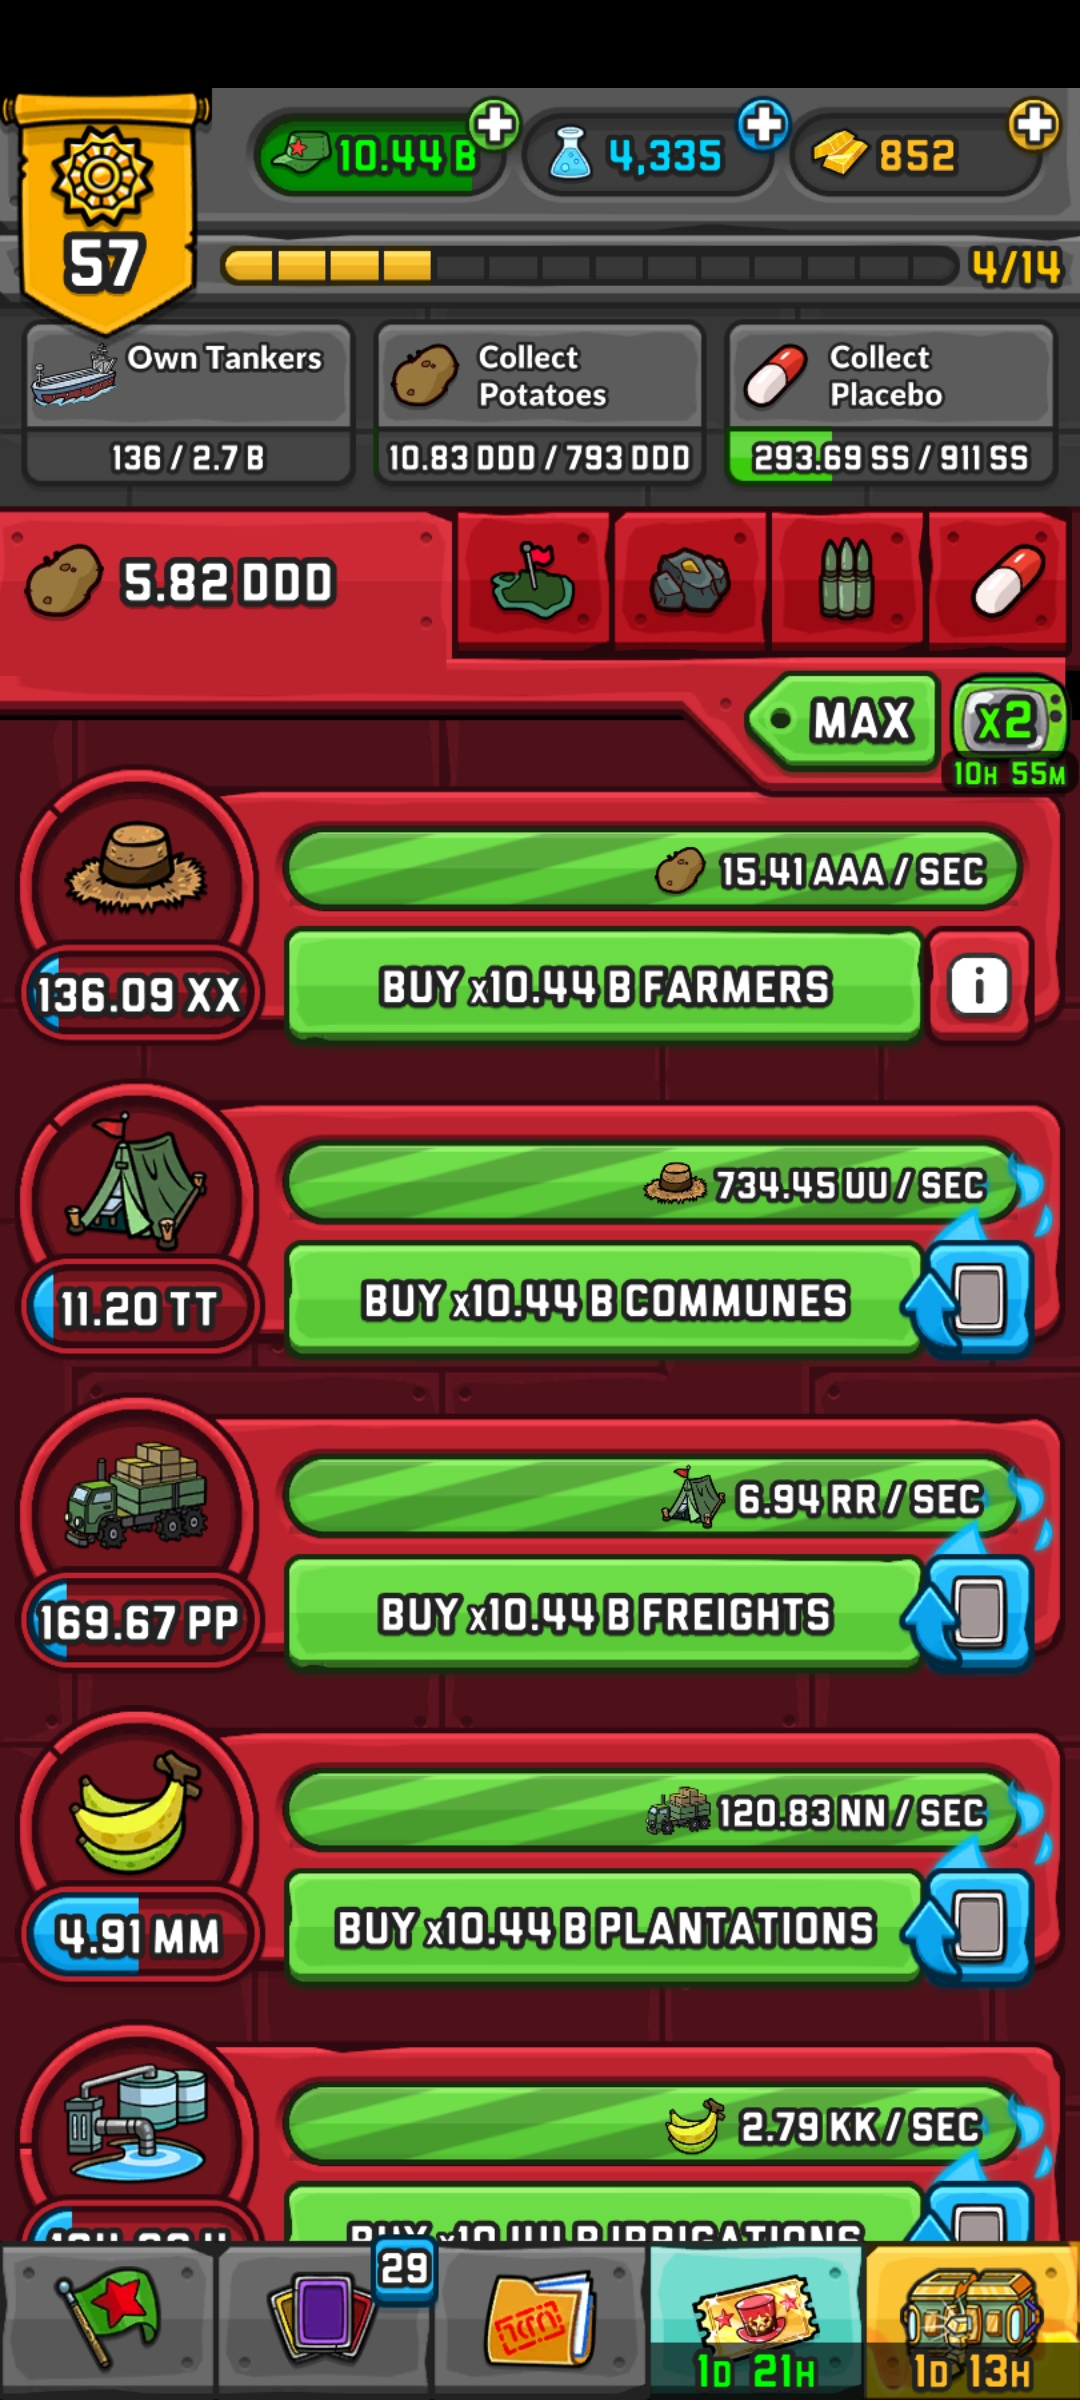 10.44 B
4,335
852
57
4/14
Own Tankers
136 / 2.7 B
Collect
Potatoes
10.83 DDD / 793 DDD
Collect
Placebo
293.69 SS / 911 SS
5.82 DDD
MAX
x2
10H 55M
15.41 AAA / SEC
136.09 XX
BUY x10.44 B FARMERS
i
734.45 UU / SEC
11.20 TT
BUY x10.44 B COMMUNES
6.94 RR / SEC
169.67 PP
BUY x10.44 B FREIGHTS
120.83 NN / SEC
4.91 MM
BUY x10.44 B PLANTATIONS
2.79 KK / SEC
BUY x10.44 B IRRIGATIONS
29
1D 21H
1D 13H